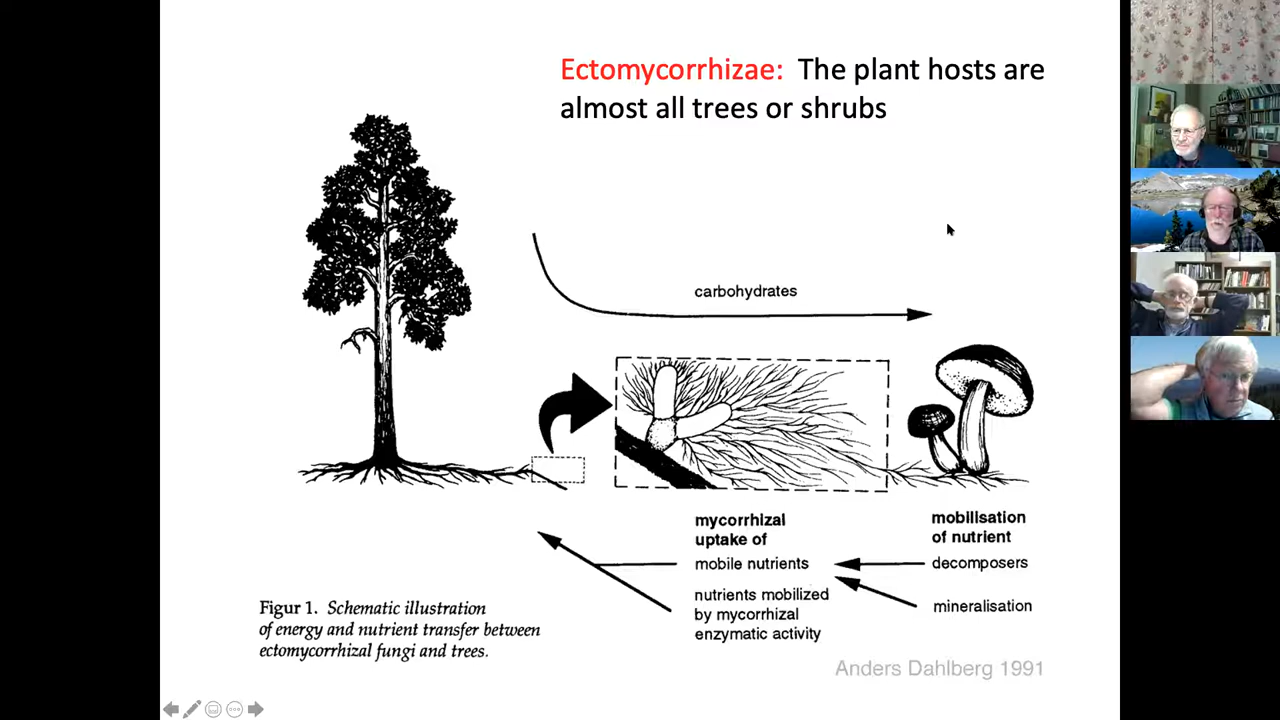 Ectomycorrhizae: The plant hosts are
almost all trees or shrubs
carbohydrates
mycorrhizal
uptake of
mobile nutrients
nutrients mobilized
by mycorrhizal
enzymatic activity
mobilisation
of nutrient
decomposers
mineralisation
Figur 1. Schematic illustration
of energy and nutrient transfer between
ectomycorrhizal fungi and trees.
Anders Dahlberg 1991